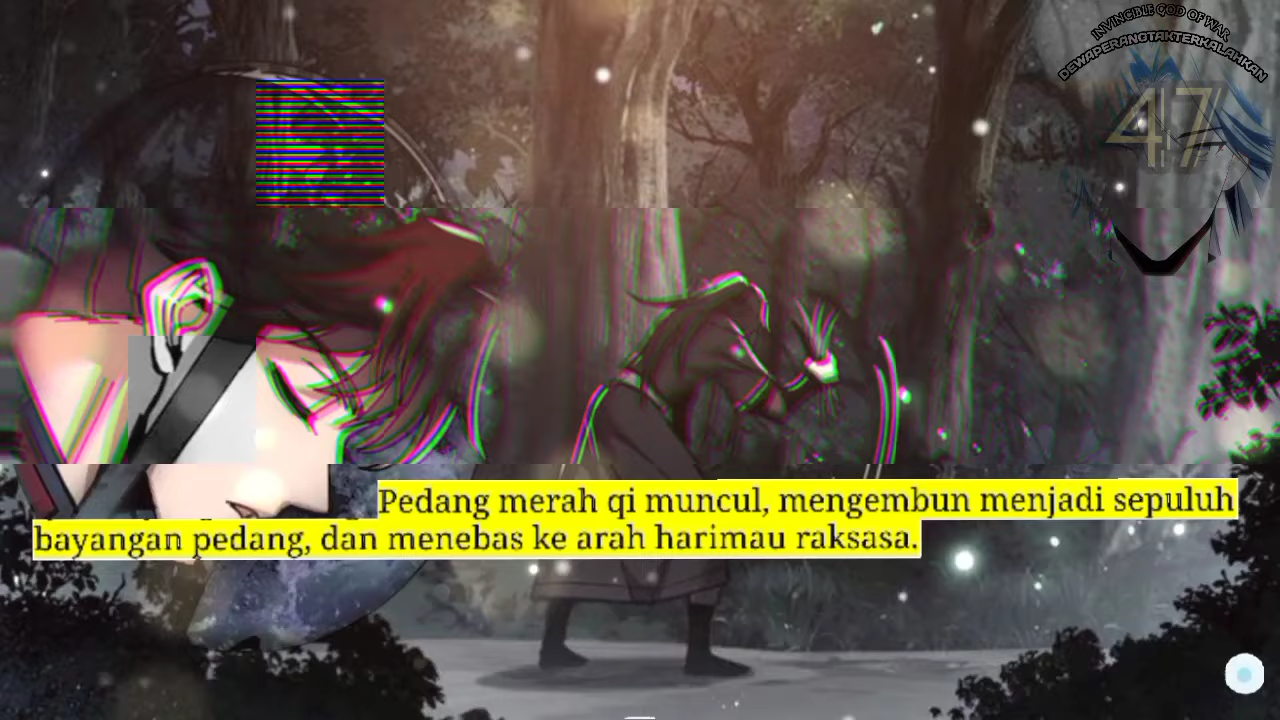 INVINCIBLE GOD OF WAR
DEWAPERANGTAKTERKALAHKAN
47
Pedang merah qi muncul, mengembun menjadi sepuluh
bayangan pedang, dan menebas ke arah harimau raksasa.